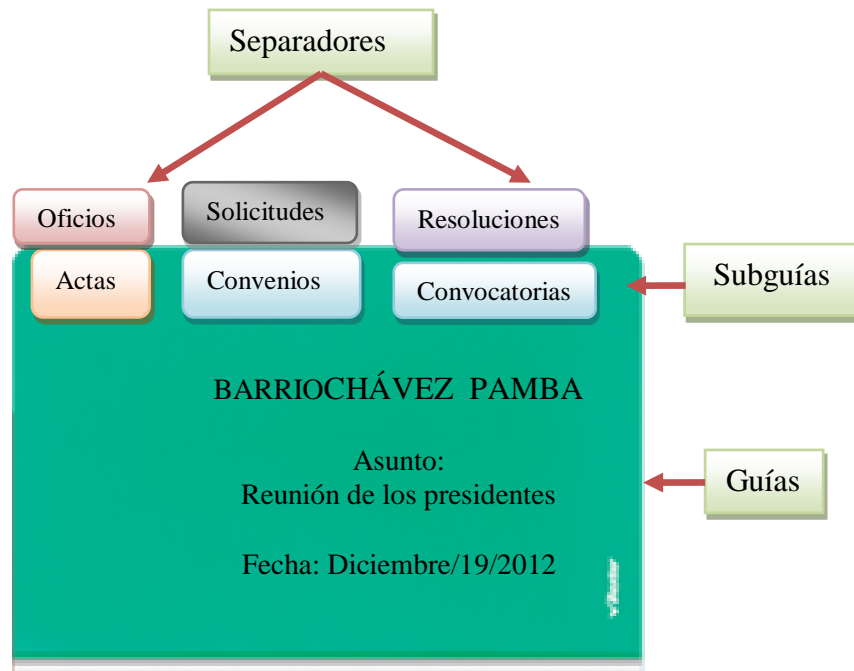 Separadores
Oficios
Solicitudes
Resoluciones
Actas
Convenios
Convocatorias
Subguías
BARRIOCHÁVEZ PAMBA
Asunto:
Reunión de los presidentes
Guías
Fecha: Diciembre/19/2012